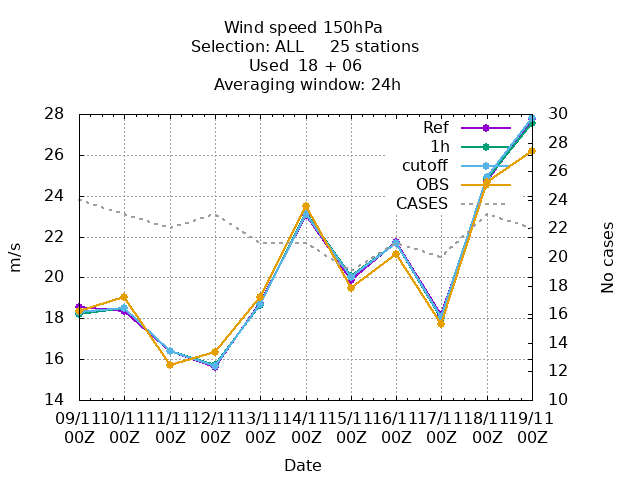 Wind speed 150hPa
Selection: ALL     25 stations
Used  18 + 06
Averaging window: 24h
28 30
26 28
24 26
22 24
20 22
18 20
16 18
14 16
14
12
10
Ref
1h
cutoff
OBS
CASES
m/s
No cases
09/11 10/11 11/11 12/11 13/11 14/11 15/11 16/11 17/11 18/11 19/11
00Z 00Z 00Z 00Z 00Z 00Z 00Z 00Z 00Z 00Z 00Z
Date